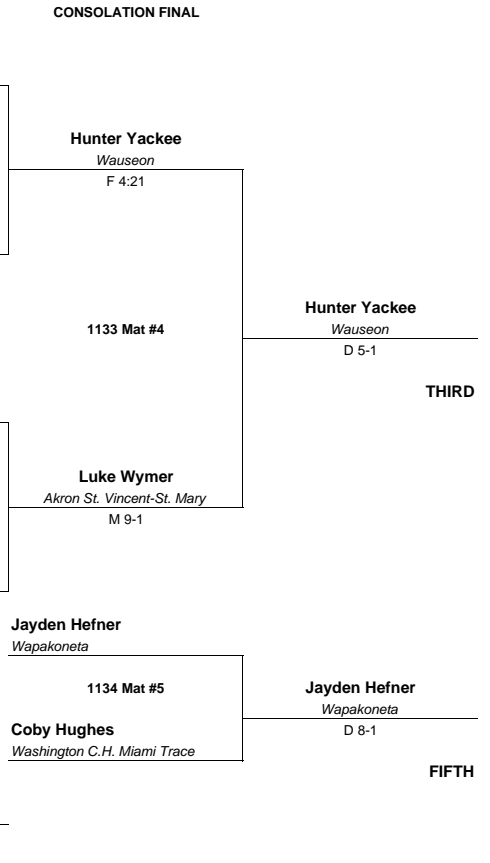 CONSOLATION FINAL
Hunter Yackee
Wauseon
F 4:21
1133 Mat #4
Hunter Yackee
Wauseon
D 5-1
THIRD
Luke Wymer
Akron St. Vincent-St. Mary
M 9-1
Jayden Hefner
Wapakoneta
1134 Mat #5
Coby Hughes
Washington C.H. Miami Trace
Jayden Hefner
Wapakoneta
D 8-1
FIFTH